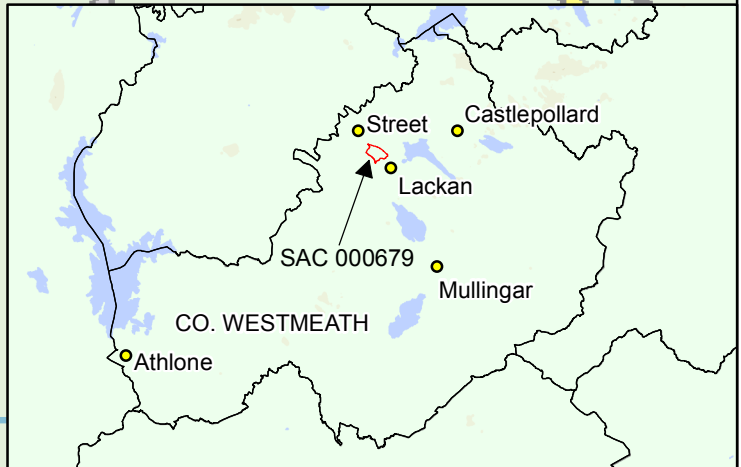 Castlepollard
Street
Lackan
SAC 000679
Mullingar
CO. WESTMEATH
Athlone